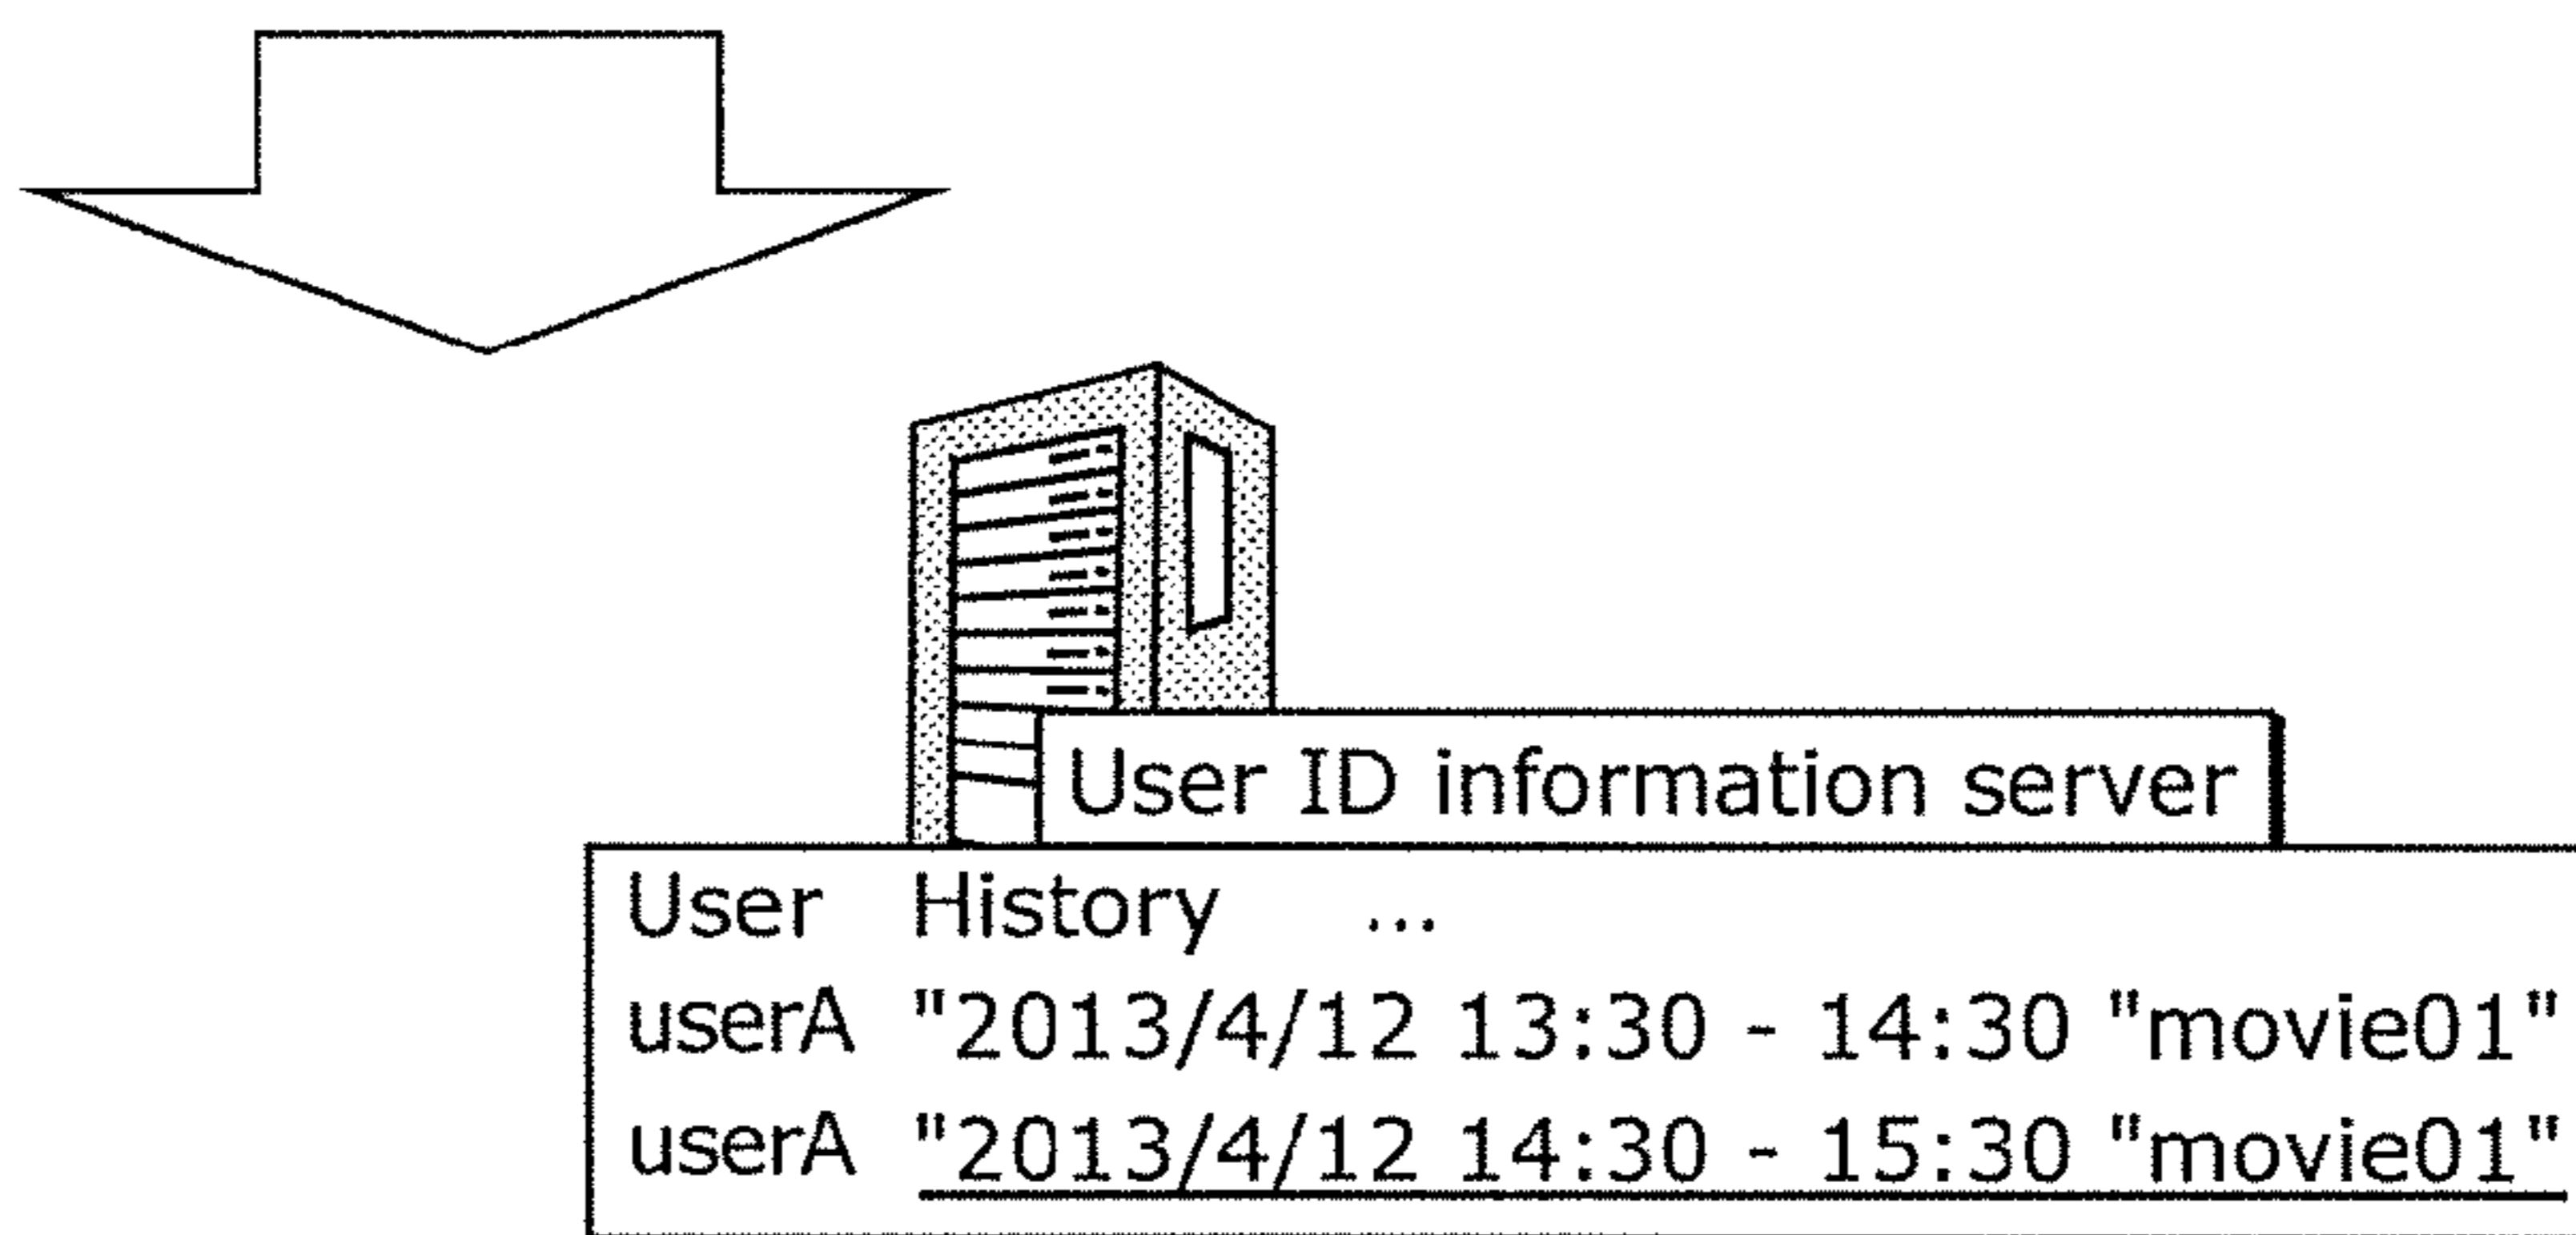 User ID information server
User History ...
userA "2013/4/12 13:30 - 14:30 "movie01"
userA "2013/4/12 14:30 - 15:30 "movie01"